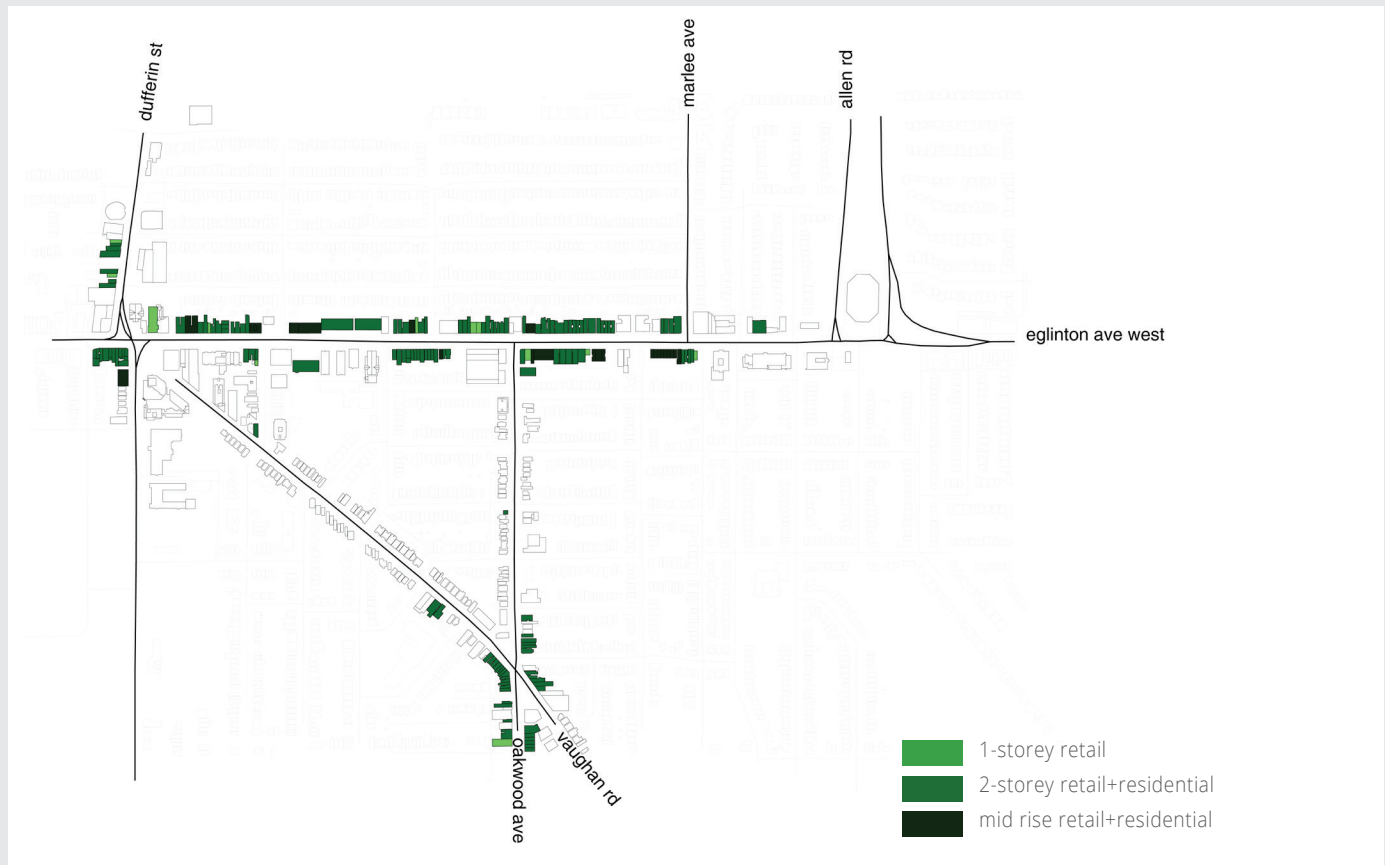 dufferin st
marlee ave
allen rd
eglinton ave west
oakwood ave
vaughan rd
1-storey retail
2-storey retail+residential
mid rise retail+residential